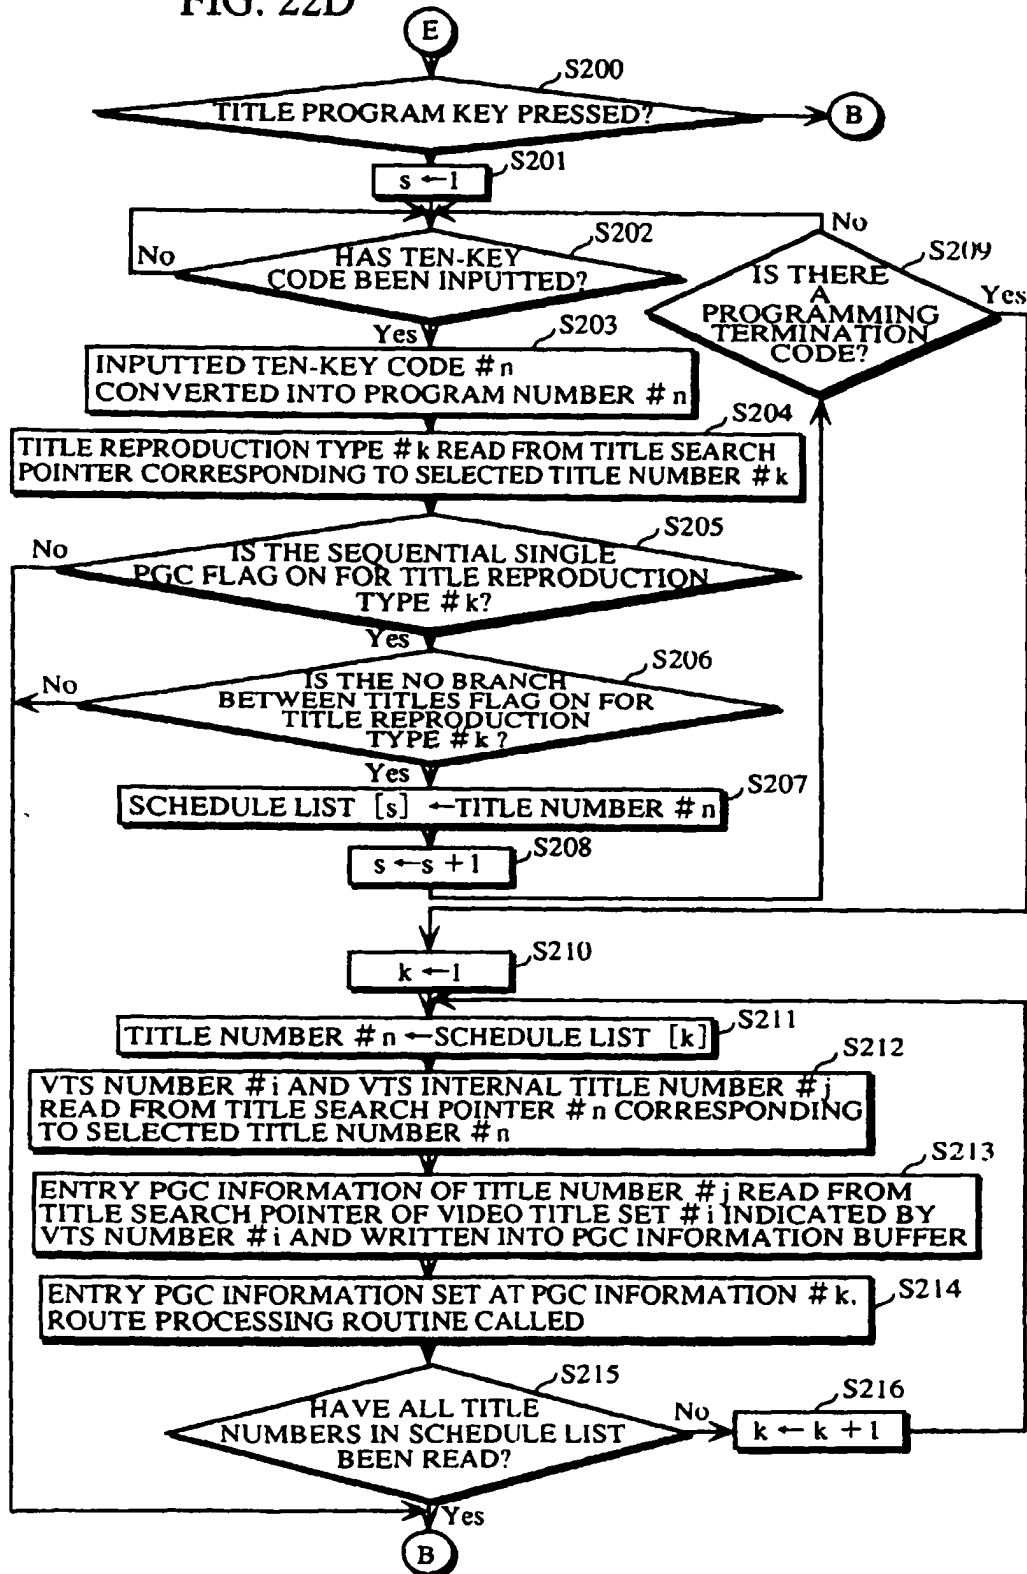 FIG. 22D
E
S200
TITLE PROGRAM KEY PRESSED?
B
S201
s ←1
No
S202
HAS TEN-KEY
CODE BEEN INPUTTED?
No
S209
IS THERE
A
PROGRAMMING
TERMINATION
CODE?
Yes
Yes
S203
INPUTTED TEN-KEY CODE #n
CONVERTED INTO PROGRAM NUMBER #n
S204
TITLE REPRODUCTION TYPE #k READ FROM TITLE SEARCH
POINTER CORRESPONDING TO SELECTED TITLE NUMBER #k
S205
No
IS THE SEQUENTIAL SINGLE
PGC FLAG ON FOR TITLE REPRODUCTION
TYPE #k?
Yes
S206
No
IS THE NO BRANCH
BETWEEN TITLES FLAG ON FOR
TITLE REPRODUCTION
TYPE #k?
Yes
S207
SCHEDULE LIST [s] ←TITLE NUMBER #n
S208
s←s+1
S210
k ←1
S211
TITLE NUMBER #n←SCHEDULE LIST [k]
S212
VTS NUMBER #i AND VTS INTERNAL TITLE NUMBER #j
READ FROM TITLE SEARCH POINTER #n CORRESPONDING
TO SELECTED TITLE NUMBER #n
S213
ENTRY PGC INFORMATION OF TITLE NUMBER #j READ FROM
TITLE SEARCH POINTER OF VIDEO TITLE SET #i INDICATED BY
VTS NUMBER #i AND WRITTEN INTO PGC INFORMATION BUFFER
S214
ENTRY PGC INFORMATION SET AT PGC INFORMATION #k.
ROUTE PROCESSING ROUTINE CALLED
S215
HAVE ALL TITLE
NUMBERS IN SCHEDULE LIST
BEEN READ?
No
S216
k ← k + 1
Yes
B